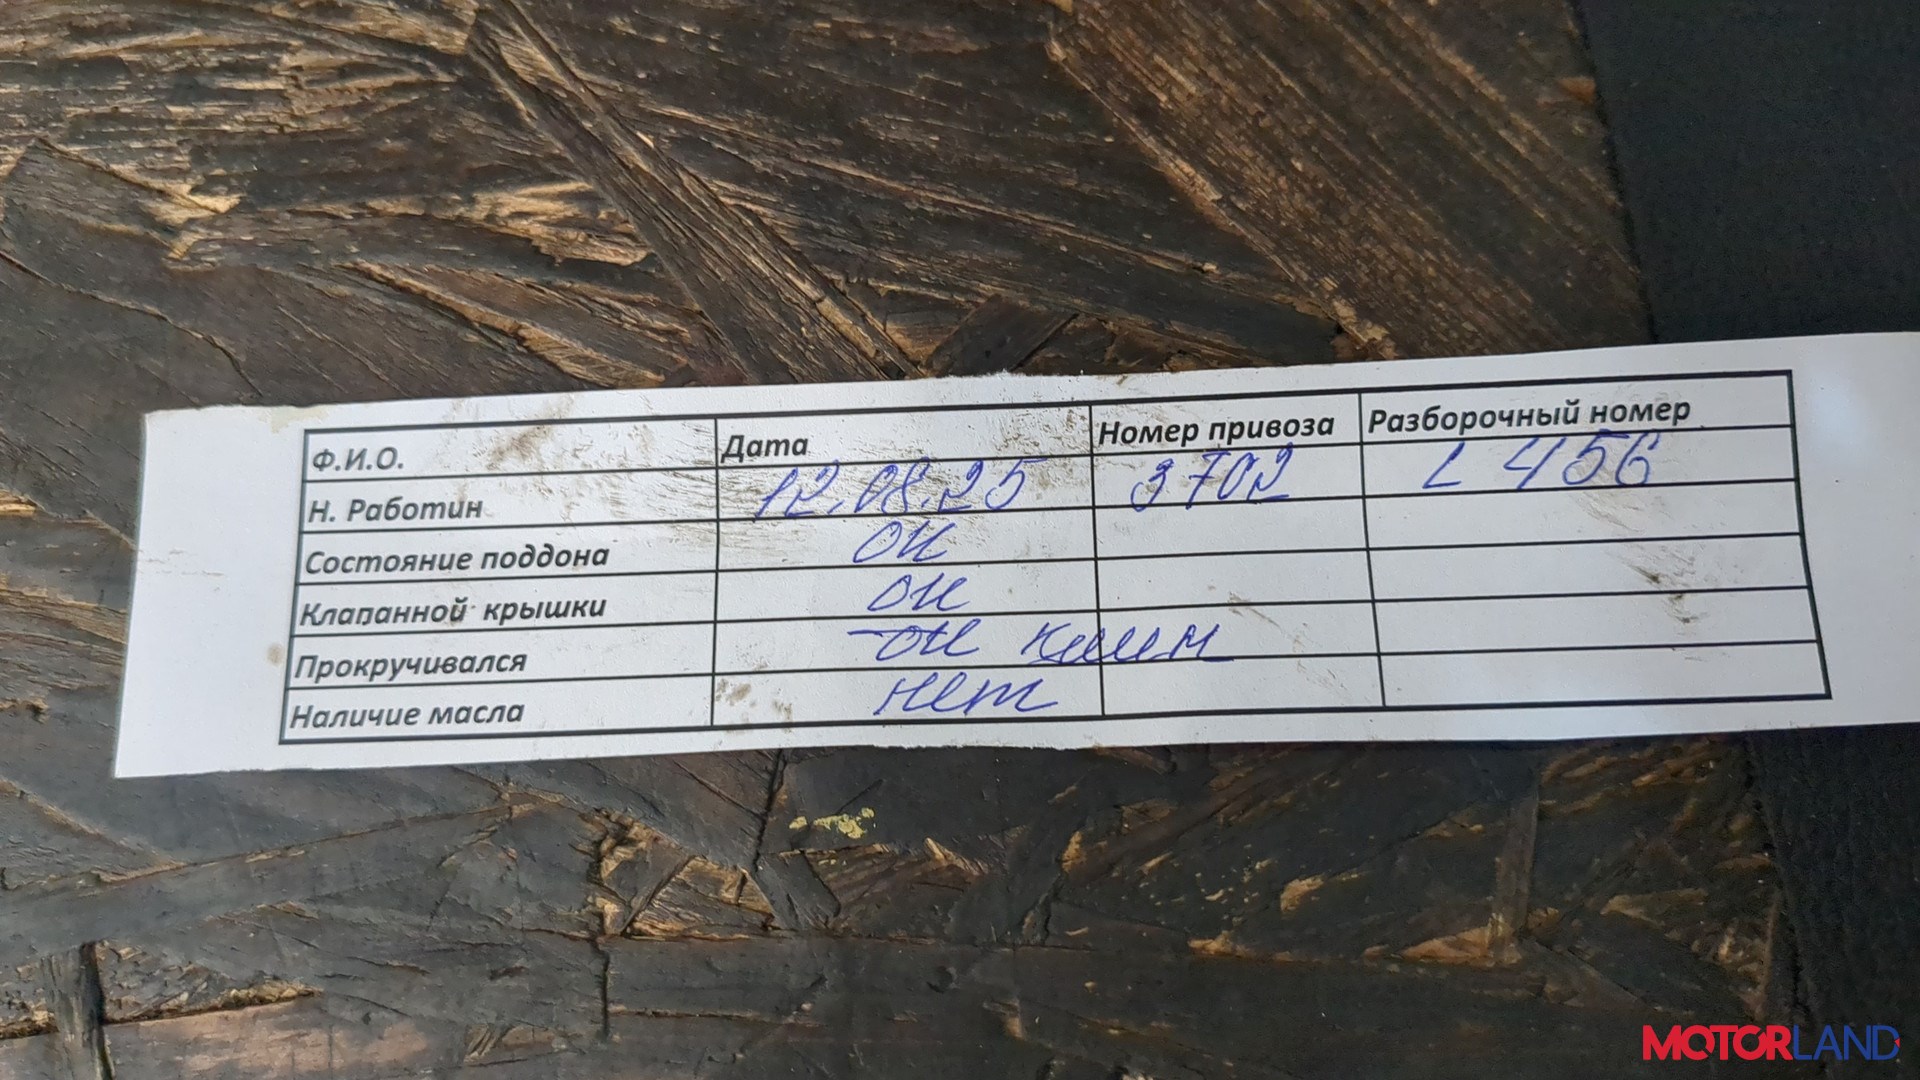 Ф.И.О. Дата Номер привоза Разборочный номер
Н. Работин 12.08.25 3702 L 456
Состояние поддона ок
Клапанной крышки ок
Прокручивался ок
Наличие масла нет
MOTORLAND